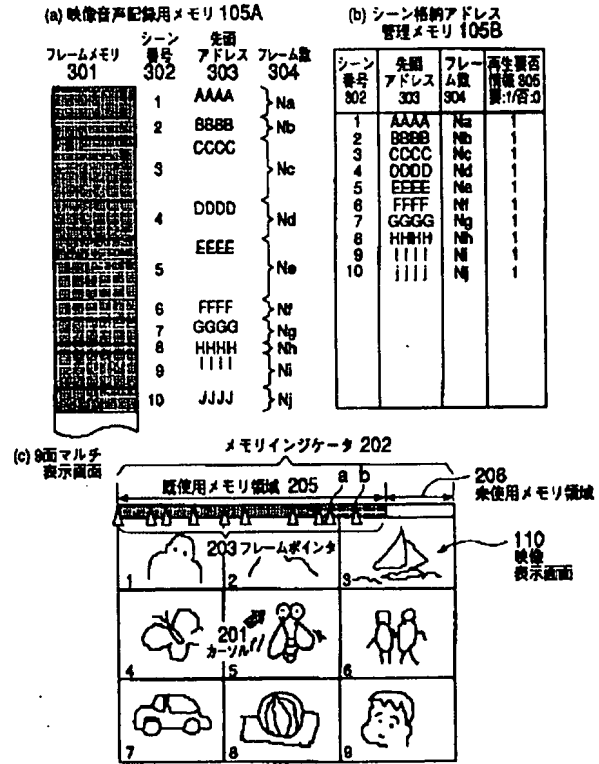 (a) 映像音声記録用メモリ 105A
フレームメモリ
301
シーン
番号
302
先頭
アドレス
303
フレーム数
304
1 AAAA Na
2 BBBB Nb
3 CCCC Nc
4 DDDD Nd
5 EEEE Ne
6 FFFF Nf
7 GGGG Ng
8 HHHH Nh
9 IIII Ni
10 JJJJ Nj
(b) シーン格納アドレス
管理メモリ 105B
シーン
番号
302
先頭
アドレス
303
フレー
ム数
304
再生要否
情報 305
要:1/否:0
1 AAAA Na 1
2 BBBB Nb 1
3 CCCC Nc 1
4 DDDD Nd 1
5 EEEE Ne 1
6 FFFF Nf 1
7 GGGG Ng 1
8 HHHH Nh 1
9 IIII Ni 1
10 jjjj Nj 1
(c) 9面マルチ
表示画面
メモリインジケータ 202
既使用メモリ領域 205
a b
206
未使用メモリ領域
203 フレームポインタ
110
映像
表示画面
1 2 3
201
カーソル
4 5 6
7 8 9